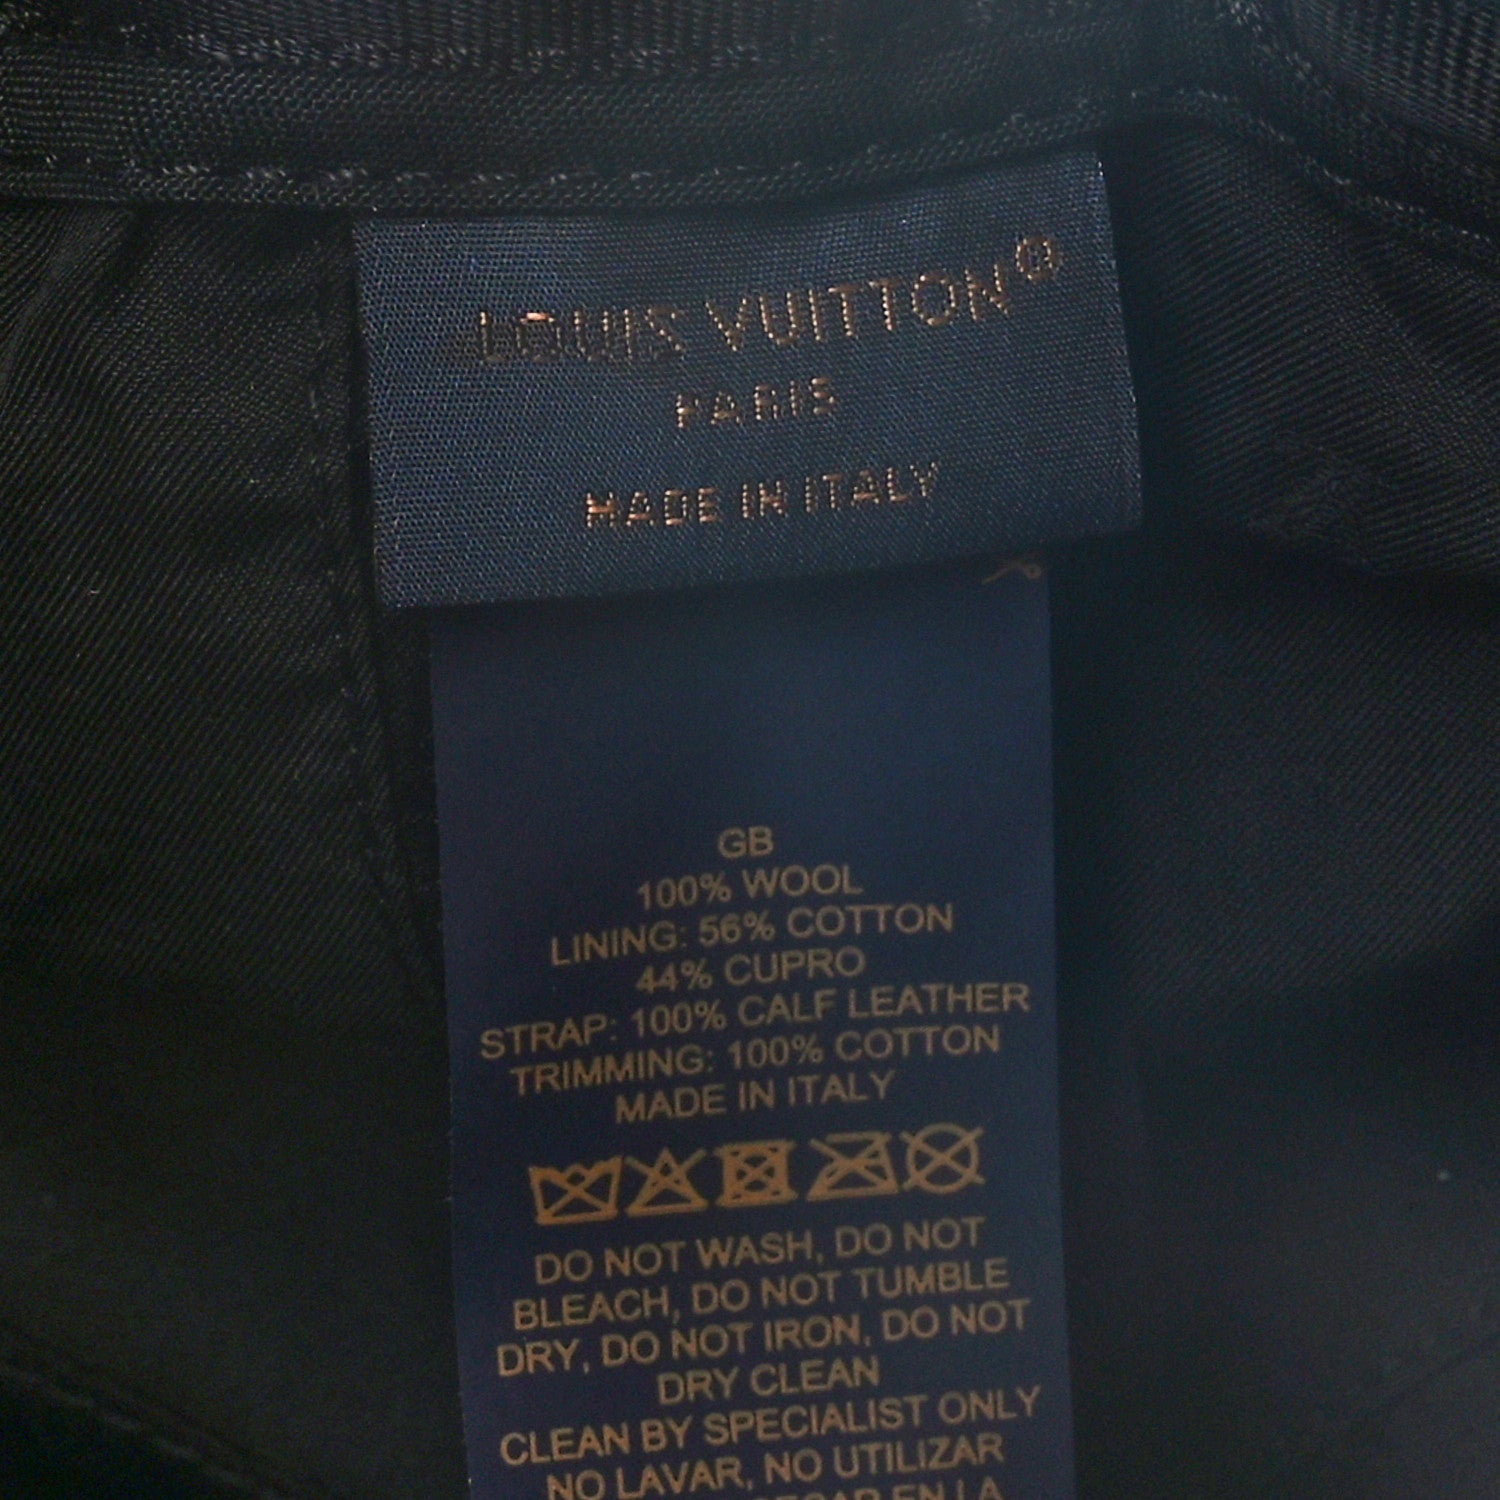 LOUIS VUITTON®
PARIS
MADE IN ITALY
GB
100% WOOL
LINING: 56% COTTON
44% CUPRO
STRAP: 100% CALF LEATHER
TRIMMING: 100% COTTON
MADE IN ITALY
DO NOT WASH, DO NOT
BLEACH, DO NOT TUMBLE
DRY, DO NOT IRON, DO NOT
DRY CLEAN
CLEAN BY SPECIALIST ONLY
NO LAVAR, NO UTILIZAR
EN LA